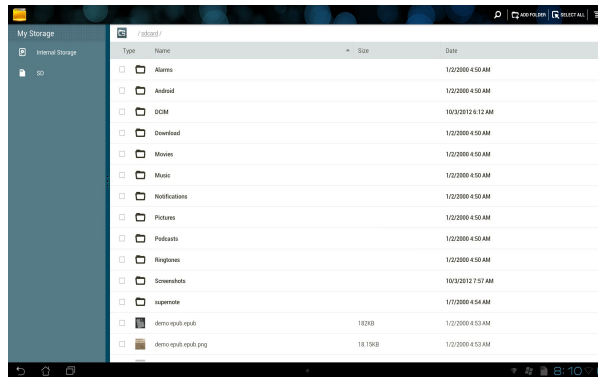 ADD FOLDER SELECT ALL
My Storage
Internal Storage
SD
/ sdcard /
Type Name Size Date
Alarms 1/2/2000 4:50 AM
Android 1/2/2000 4:50 AM
DCIM 10/3/2012 6:12 AM
Download 1/2/2000 4:50 AM
Movies 1/2/2000 4:50 AM
Music 1/2/2000 4:50 AM
Notifications 1/2/2000 4:50 AM
Pictures 1/2/2000 4:50 AM
Podcasts 1/2/2000 4:50 AM
Ringtones 1/2/2000 4:50 AM
Screenshots 10/3/2012 7:57 AM
supernote 1/7/2000 4:54 AM
demo epub.epub 182KB 1/2/2000 4:53 AM
demo epub.epub.png 18.15KB 1/2/2000 4:53 AM
8:10